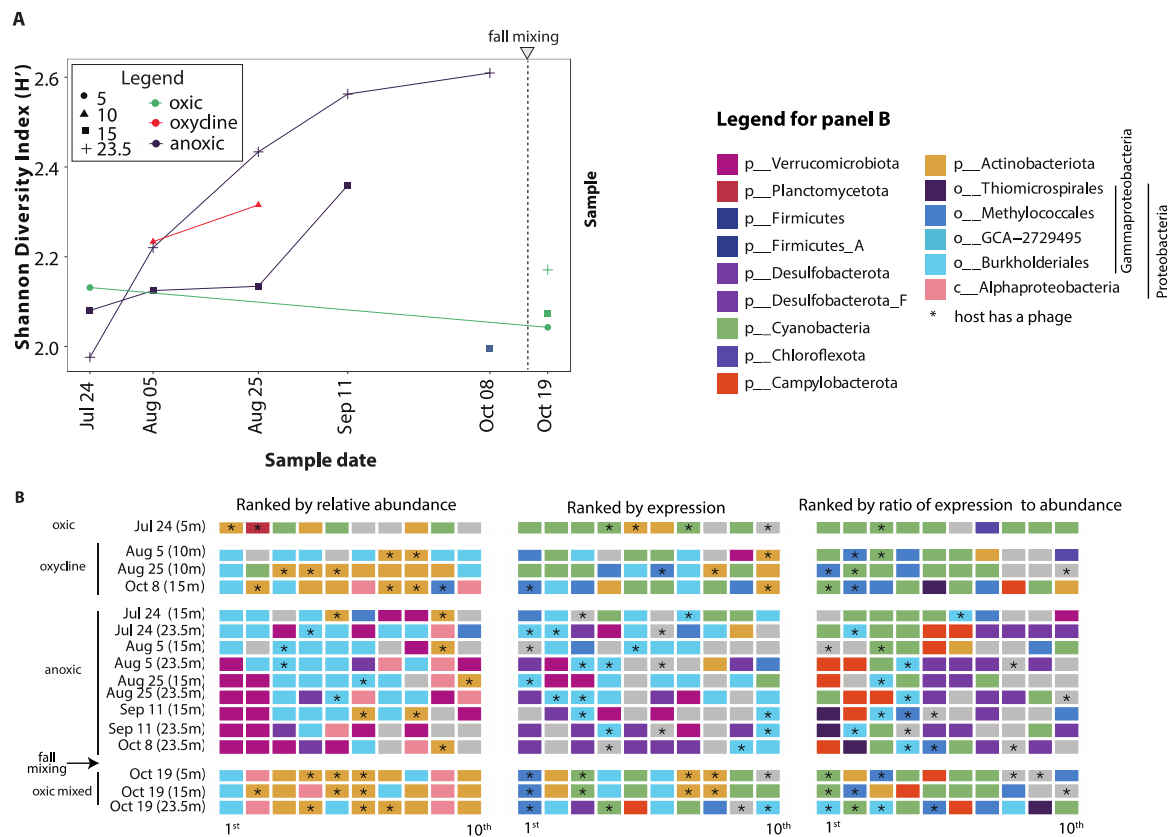 A
fall mixing
Shannon Diversity Index (H')
2.6
2.4
2.2
2.0
Legend
5
10
15
23.5
oxic
oxycline
anoxic
Jul 24
Aug 05
Aug 25
Sep 11
Oct 08
Oct 19
Sample date
Sample
Legend for panel B
p__Verrucomicrobiota
p__Planctomycetota
p__Firmicutes
p__Firmicutes_A
p__Desulfobacterota
p__Desulfobacterota_F
p__Cyanobacteria
p__Chloroflexota
p__Campylobacterota
p__Actinobacteriota
o__Thiomicrospirales
o__Methylococcales
o__GCA-2729495
o__Burkholderiales
c__Alphaproteobacteria
* host has a phage
Gammaproteobacteria
Proteobacteria
B
Ranked by relative abundance
Ranked by expression
Ranked by ratio of expression to abundance
oxic
Jul 24 (5m)
oxycline
Aug 5 (10m)
Aug 25 (10m)
Oct 8 (15m)
anoxic
Jul 24 (15m)
Jul 24 (23.5m)
Aug 5 (15m)
Aug 5 (23.5m)
Aug 25 (15m)
Aug 25 (23.5m)
Sep 11 (15m)
Sep 11 (23.5m)
Oct 8 (23.5m)
fall
mixing
oxic mixed
Oct 19 (5m)
Oct 19 (15m)
Oct 19 (23.5m)
1st
10th
1st
10th
1st
10th